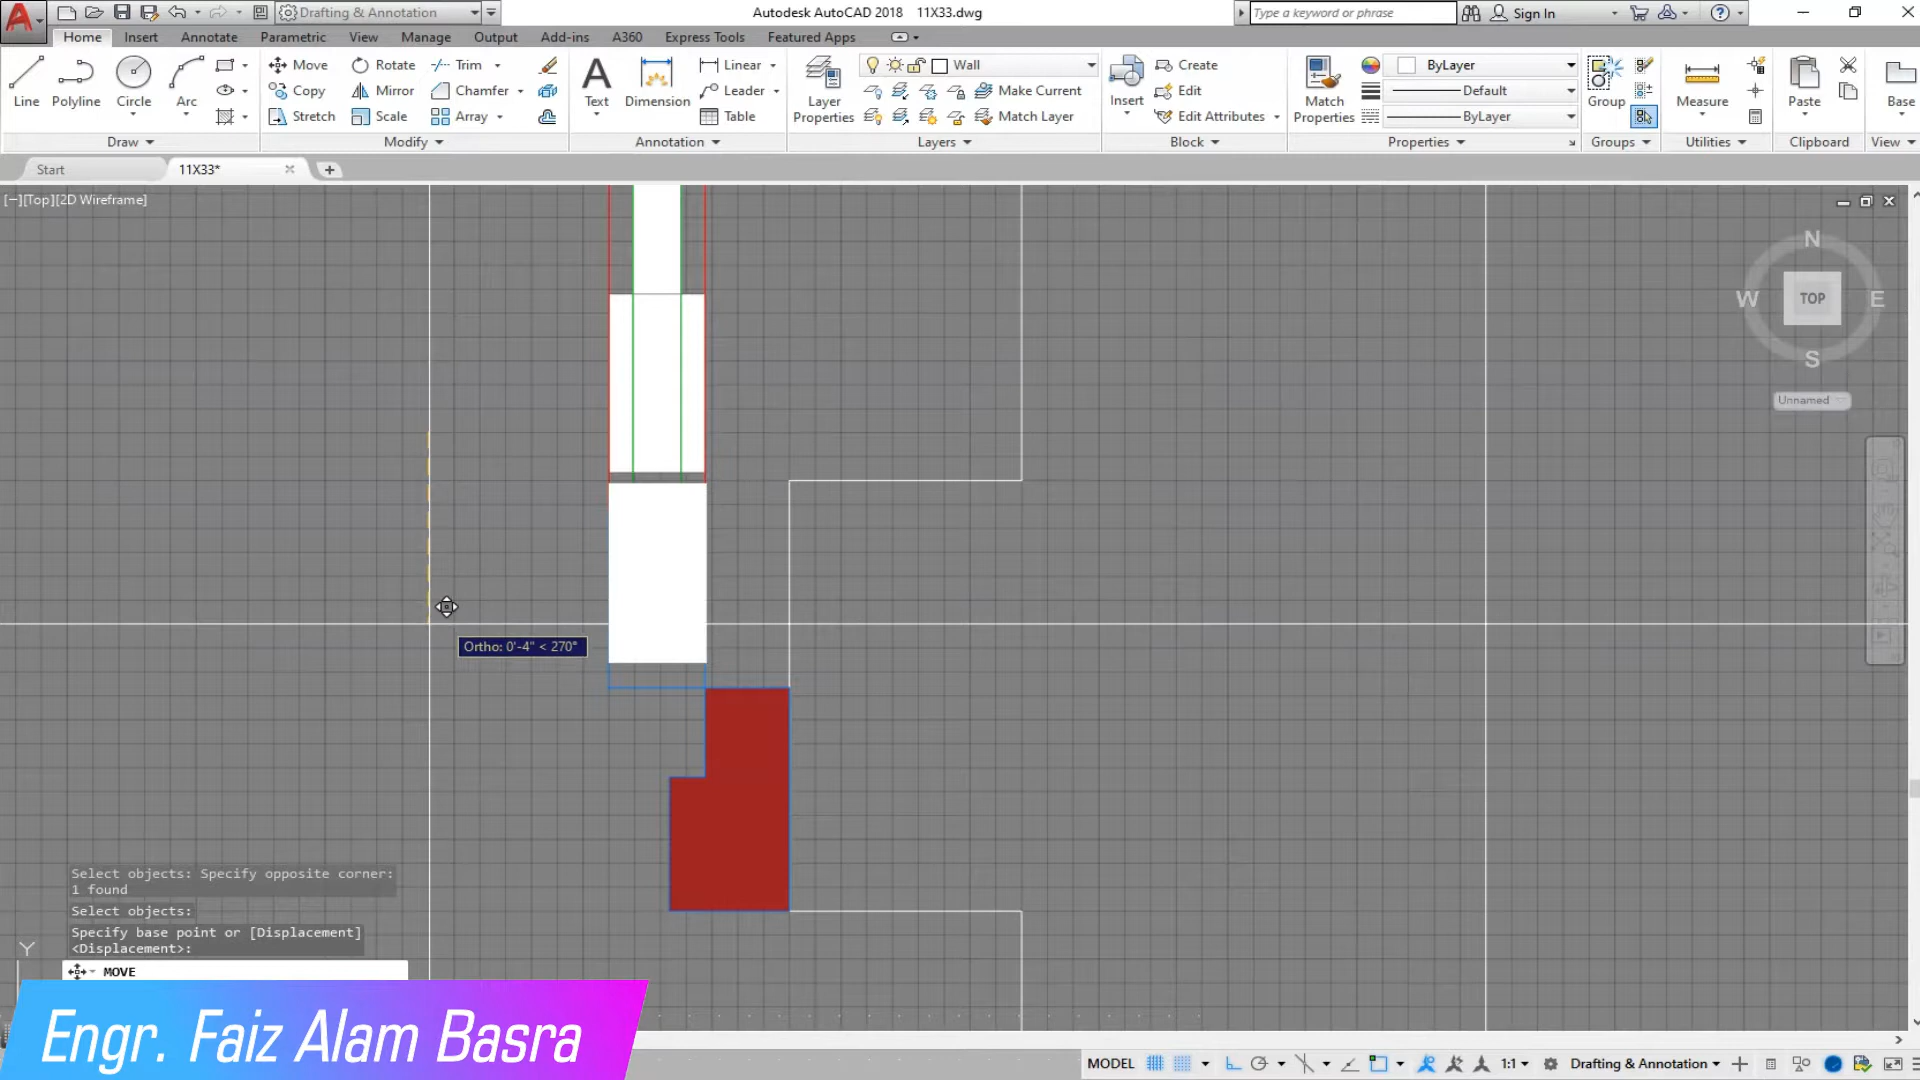 Drafting & Annotation
Autodesk AutoCAD 2018 11X33.dwg
Type a keyword or phrase
Sign In
Home Insert Annotate Parametric View Manage Output Add-ins A360 Express Tools Featured Apps
Line Polyline Circle Arc
Move Rotate Trim
Copy Mirror Chamfer
Stretch Scale Array
Text Dimension
Linear
Leader
Table
Layer Properties
Wall
Make Current
Match Layer
Insert
Create
Edit
Edit Attributes
Match Properties
ByLayer
Default
ByLayer
Group
Measure
Paste
Base
Draw Modify Annotation Layers Block Properties Groups Utilities Clipboard View
Start 11X33*
[−][Top][2D Wireframe]
N
W TOP E
S
Unnamed
Ortho: 0'-4" < 270°
Select objects: Specify opposite corner:
1 found
Select objects:
Specify base point or [Displacement]
<Displacement>:
Y
MOVE
Engr. Faiz Alam Basra
MODEL 1:1 Drafting & Annotation